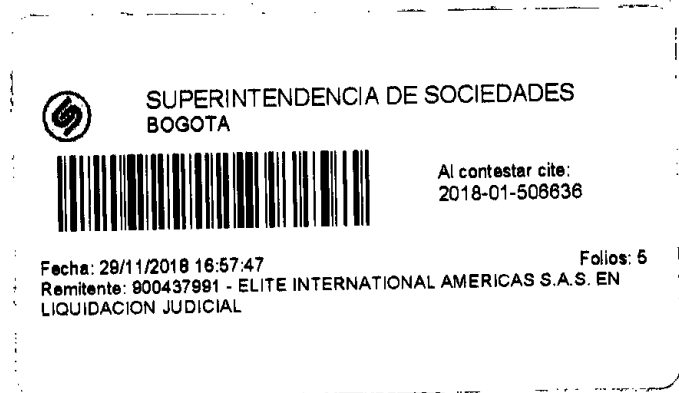 SUPERINTENDENCIA DE SOCIEDADES
BOGOTA
Al contestar cite:
2018-01-506636
Fecha: 29/11/2018 16:57:47
Folios: 5
Remitente: 900437991 - ELITE INTERNATIONAL AMERICAS S.A.S. EN
LIQUIDACION JUDICIAL